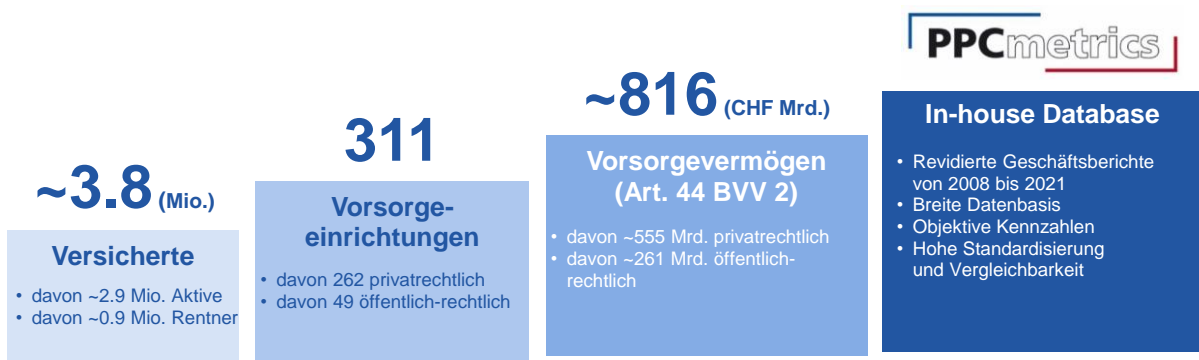 ~3.8 (Mio.)
Versicherte
• davon ~2.9 Mio. Aktive
• davon ~0.9 Mio. Rentner
311
Vorsorge-
einrichtungen
• davon 262 privatrechtlich
• davon 49 öffentlich-rechtlich
~816 (CHF Mrd.)
Vorsorgevermögen
(Art. 44 BVV 2)
• davon ~555 Mrd. privatrechtlich
• davon ~261 Mrd. öffentlich-
rechtlich
PPCmetrics
In-house Database
• Revidierte Geschäftsberichte
von 2008 bis 2021
• Breite Datenbasis
• Objektive Kennzahlen
• Hohe Standardisierung
und Vergleichbarkeit